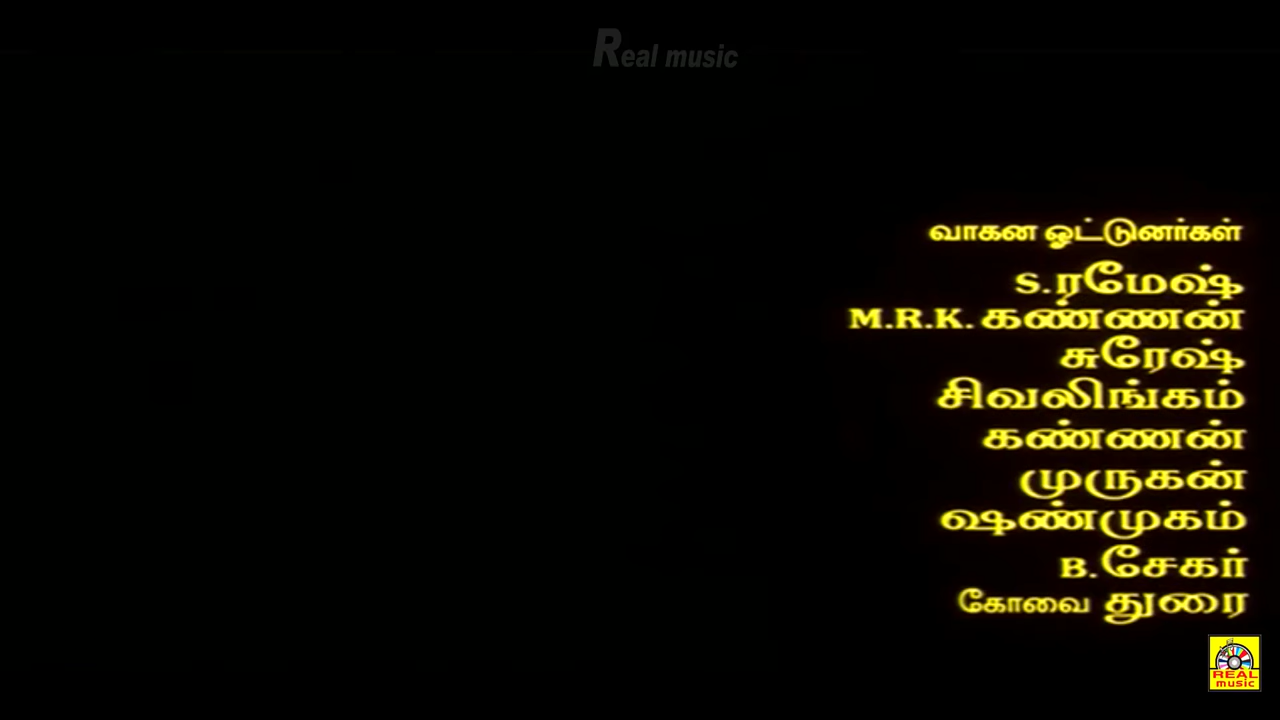 Real music
வாகன ஓட்டுனர்கள்
S.ரமேஷ்
M.R.K. கண்ணன்
சுரேஷ்
சிவலிங்கம்
கண்ணன்
முருகன்
ஷண்முகம்
B.சேகர்
கோவை துரை
REAL
music